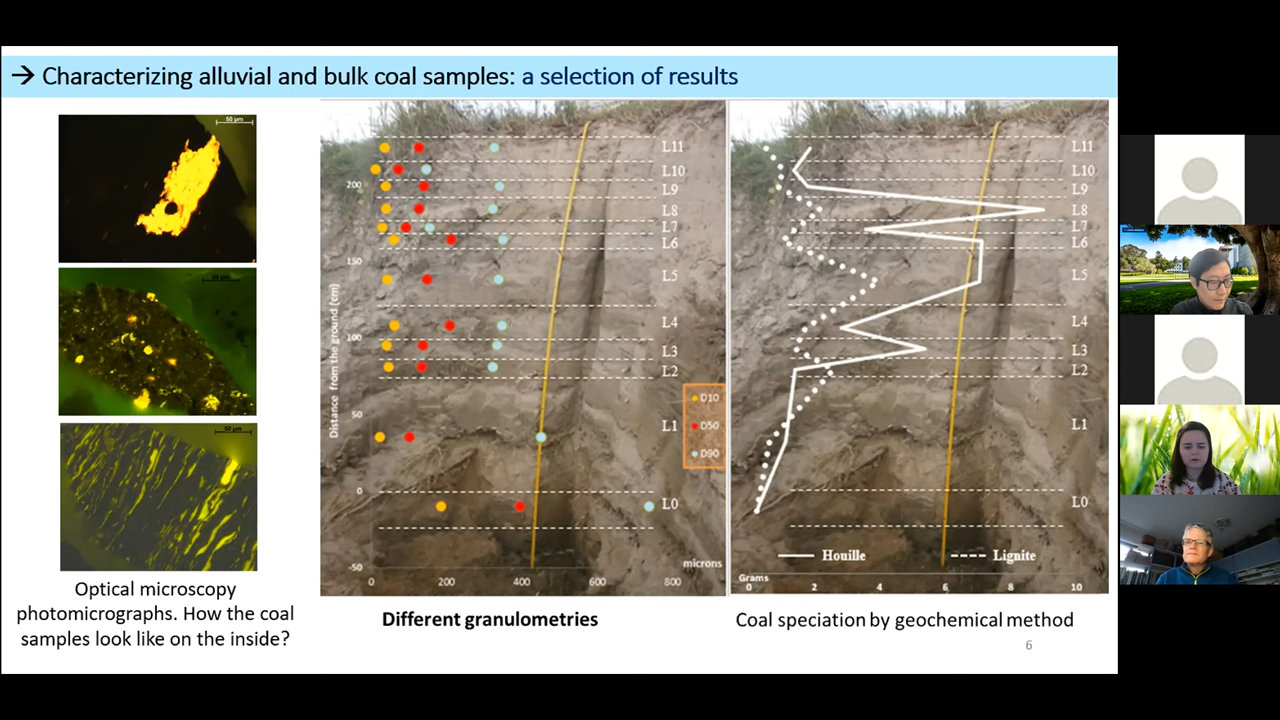 → Characterizing alluvial and bulk coal samples: a selection of results
50 µm
50 µm
Optical microscopy
photomicrographs. How the coal
samples look like on the inside?
Distance from the ground (cm)
200
150
100
50
0
-50
0
200
400
600
800
microns
L11
L10
L9
L8
L7
L6
L5
L4
L3
L2
L1
L0
D10
D50
D90
Different granulometries
L11
L10
L9
L8
L7
L6
L5
L4
L3
L2
L1
L0
Houille
Lignite
Grams
0
2
4
6
8
10
Coal speciation by geochemical method
6